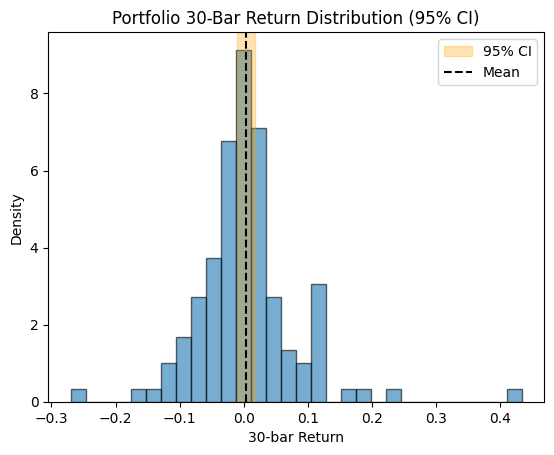 Portfolio 30-Bar Return Distribution (95% CI)
95% CI
Mean
Density
8
6
4
2
0
−0.3 −0.2 −0.1 0.0 0.1 0.2 0.3 0.4
30-bar Return